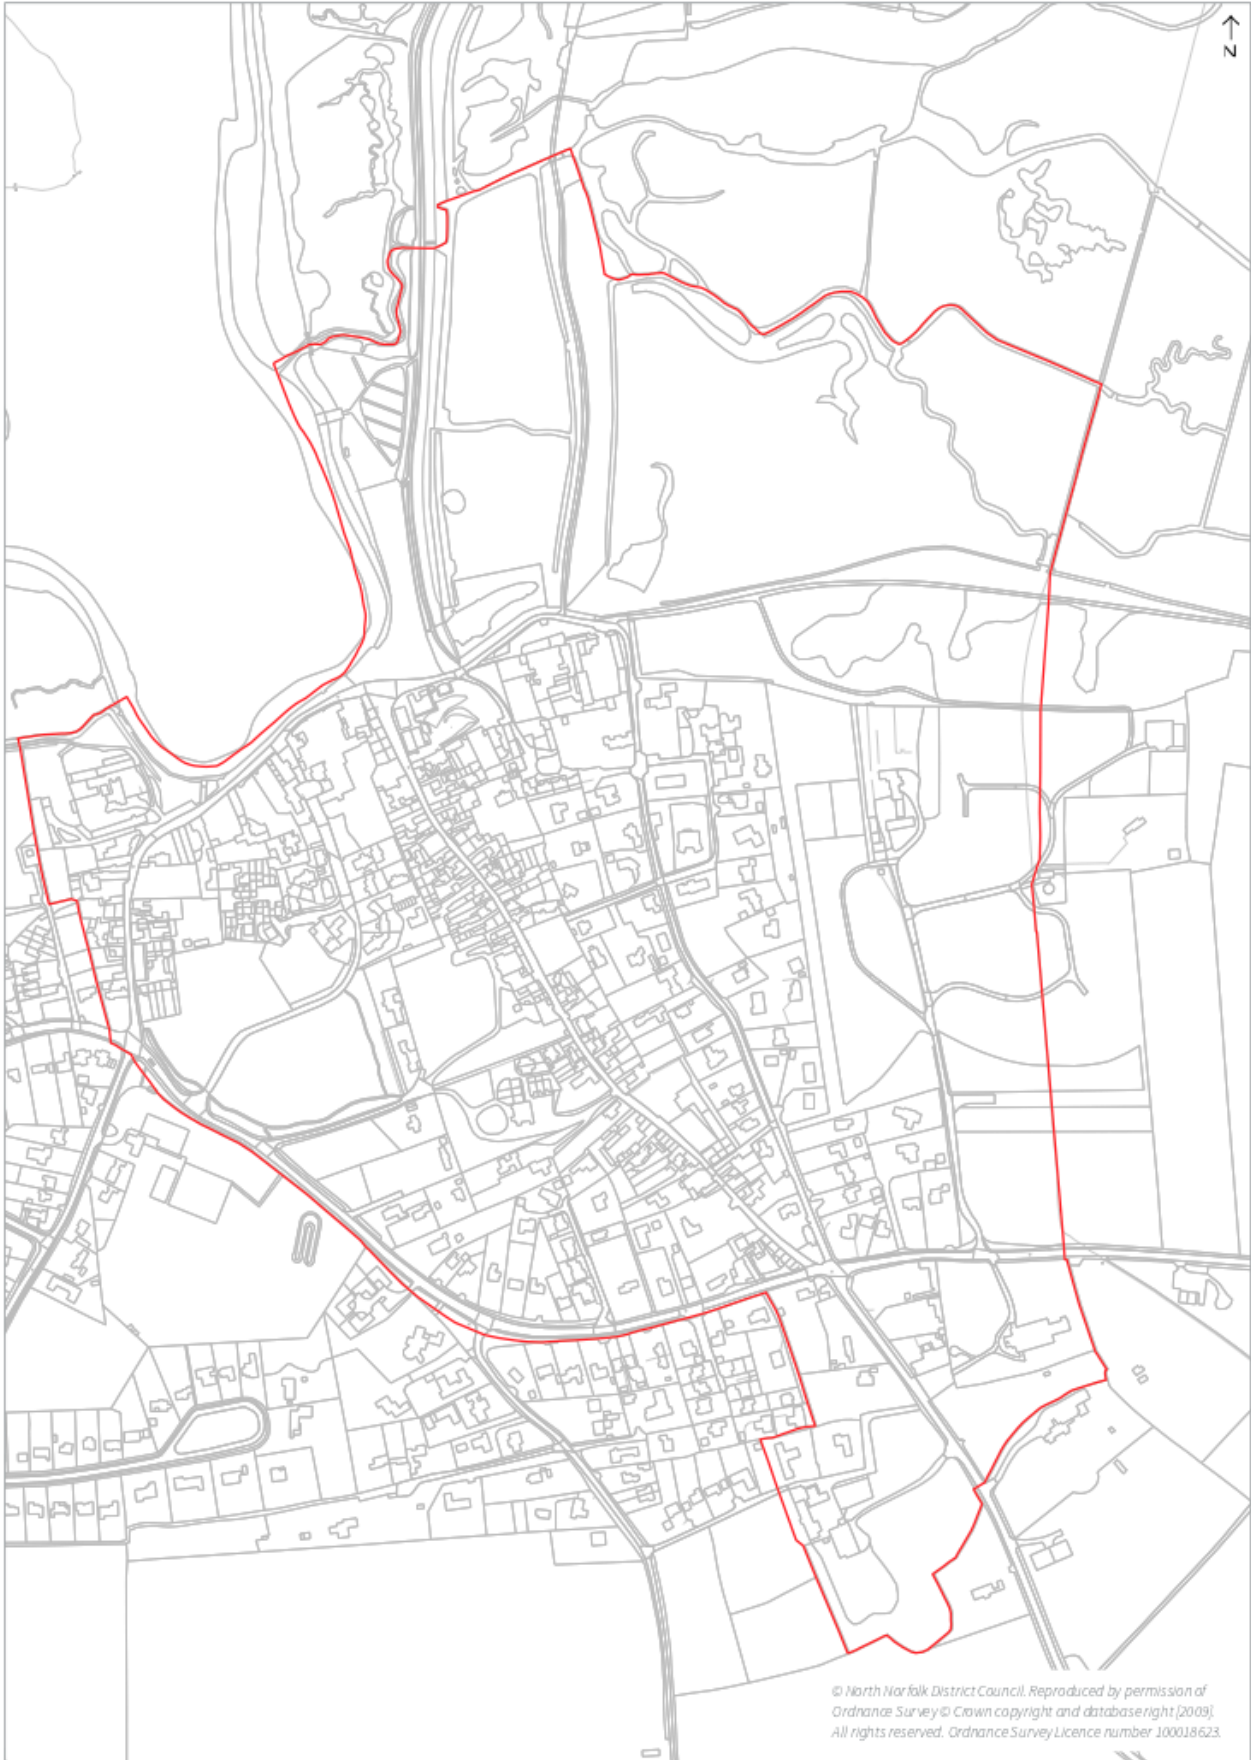 N
© North Norfolk District Council. Reproduced by permission of
Ordnance Survey © Crown copyright and database right [2009].
All rights reserved. Ordnance Survey Licence number 100018623.